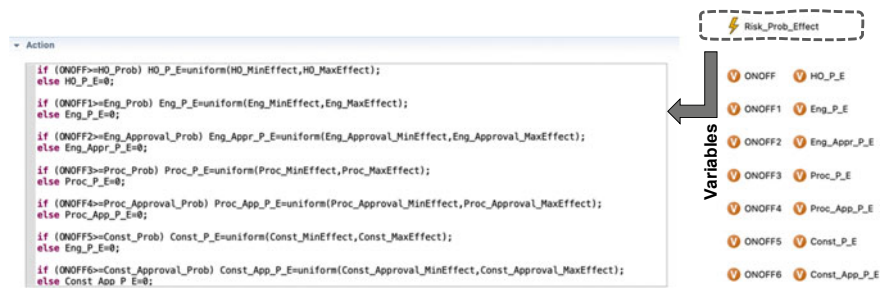 Risk_Prob_Effect
Action
if (ONOFF>=HO_Prob) HO_P_E=uniform(HO_MinEffect,HO_MaxEffect);
else HO_P_E=0;
if (ONOFF1>=Eng_Prob) Eng_P_E=uniform(Eng_MinEffect,Eng_MaxEffect);
else Eng_P_E=0;
if (ONOFF2>=Eng_Approval_Prob) Eng_Appr_P_E=uniform(Eng_Approval_MinEffect,Eng_Approval_MaxEffect);
else Eng_Appr_P_E=0;
if (ONOFF3>=Proc_Prob) Proc_P_E=uniform(Proc_MinEffect,Proc_MaxEffect);
else Proc_P_E=0;
if (ONOFF4>=Proc_Approval_Prob) Proc_App_P_E=uniform(Proc_Approval_MinEffect,Proc_Approval_MaxEffect);
else Proc_App_P_E=0;
if (ONOFF5>=Const_Prob) Const_P_E=uniform(Const_MinEffect,Const_MaxEffect);
else Eng_P_E=0;
if (ONOFF6>=Const_Approval_Prob) Const_App_P_E=uniform(Const_Approval_MinEffect,Const_Approval_MaxEffect);
else Const_App_P_E=0;
Variables
V ONOFF V HO_P_E
V ONOFF1 V Eng_P_E
V ONOFF2 V Eng_Appr_P_E
V ONOFF3 V Proc_P_E
V ONOFF4 V Proc_App_P_E
V ONOFF5 V Const_P_E
V ONOFF6 V Const_App_P_E